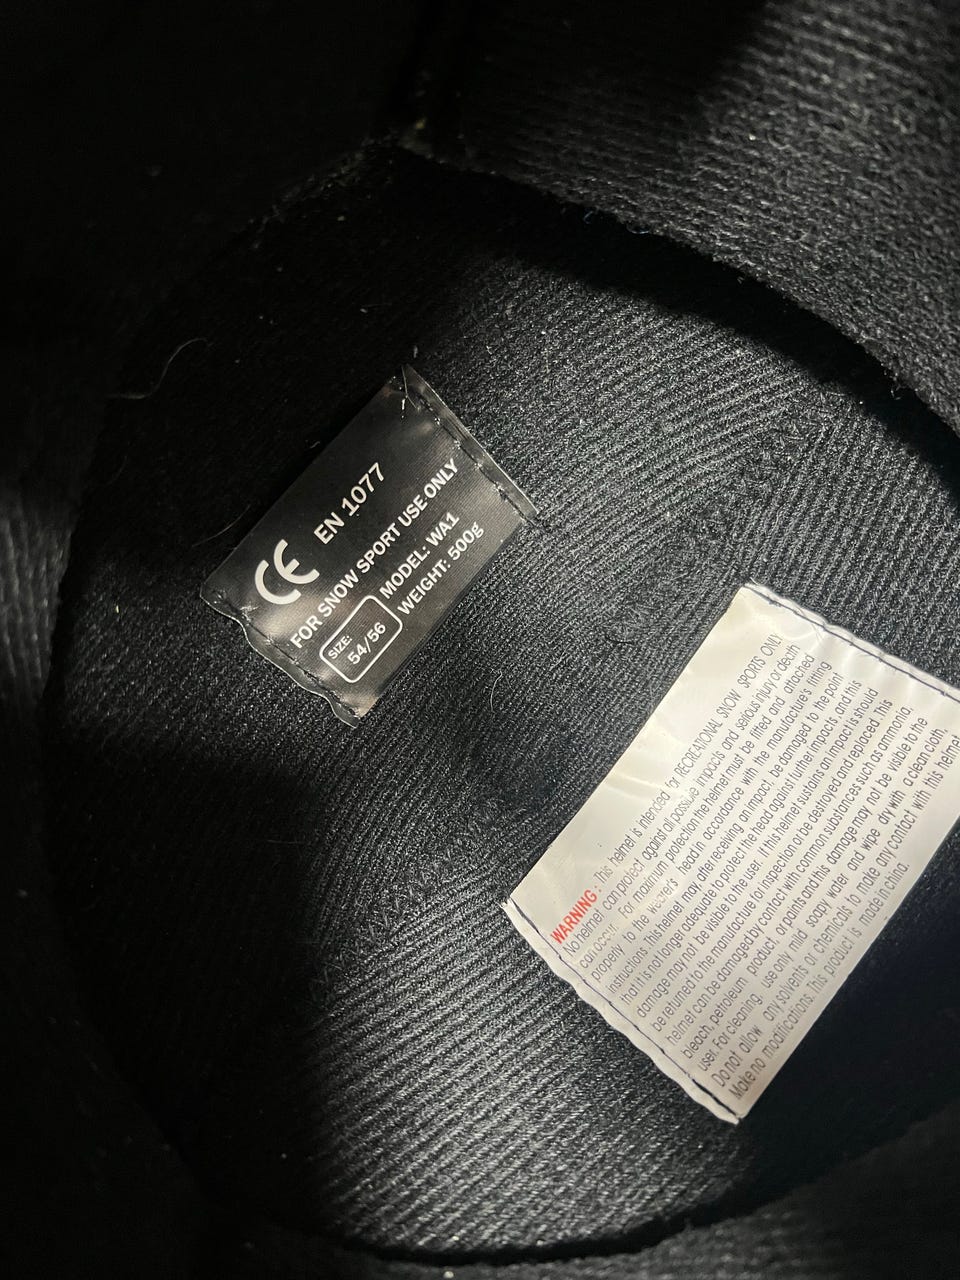 CE EN 1077
FOR SNOW SPORT USE ONLY
SIZE:
54/56
MODEL: WA1
WEIGHT: 500g
WARNING: This helmet is intended for RECREATIONAL SNOW SPORTS ONLY
No helmet can protect against all possible impacts and serious injury or death
can occur. For maximum protection the helmet must be fitted and attached
properly to the wearer's head in accordance with the manufacture's fitting
instructions. this helmet may, after receiving an impact, be damaged to the point
that it is not longer adequate to protect the head against further impacts and this
damage may not be visible to the user. If this helmet sustains an impact is should
be returned to the manufacture for inspection or be destroyed and replaced. This
helmet can be damaged by contact with common substances such as ammonia,
bleach, petroleum product, or paints and this damage may not be visible to the
user. For cleaning, use only mild soapy water and wipe dry with a clean cloth,
Do not allow any solvents or chemicals to make any contact with this helmet
Make no modifications. This product is made in china.